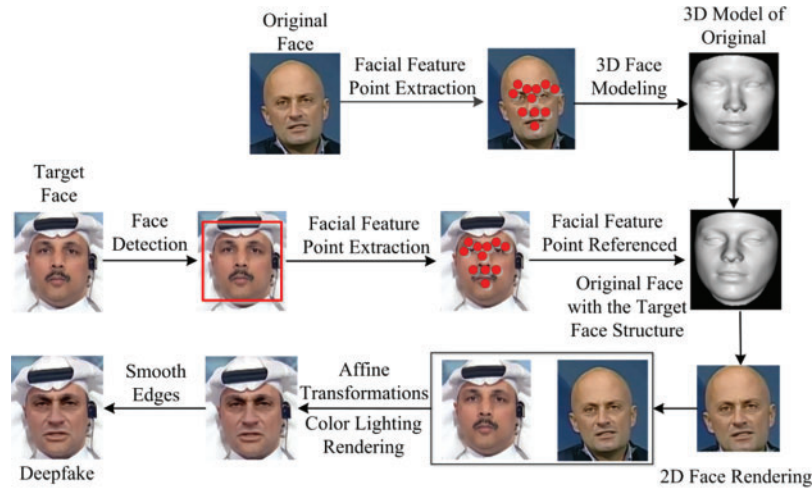 Original
Face
Facial Feature
Point Extraction
3D Face
Modeling
3D Model of
Original
Target
Face
Face
Detection
Facial Feature
Point Extraction
Facial Feature
Point Referenced
Original Face
with the Target
Face Structure
Smooth
Edges
Affine
Transformations
Color Lighting
Rendering
Deepfake
2D Face Rendering